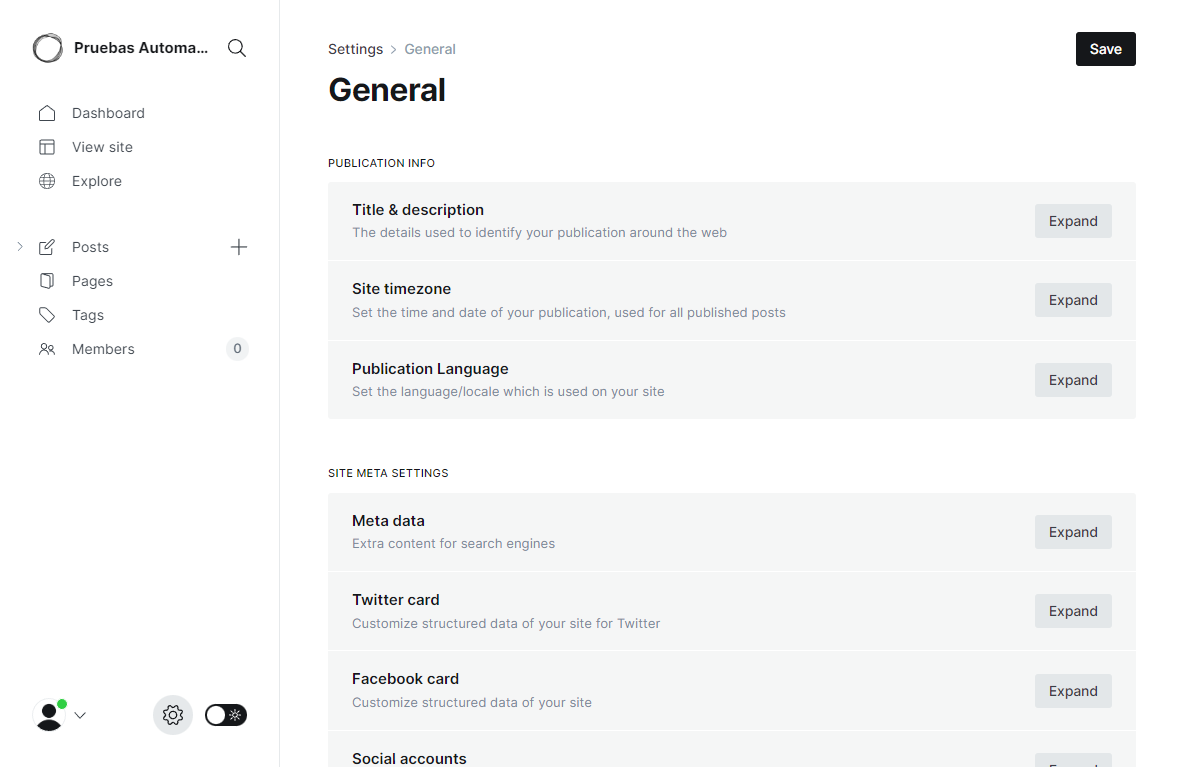 Pruebas Automa...
Dashboard
View site
Explore
Posts
Pages
Tags
Members
0
Settings
General
Save
General
PUBLICATION INFO
Title & description
The details used to identify your publication around the web
Expand
Site timezone
Set the time and date of your publication, used for all published posts
Expand
Publication Language
Set the language/locale which is used on your site
Expand
SITE META SETTINGS
Meta data
Extra content for search engines
Expand
Twitter card
Customize structured data of your site for Twitter
Expand
Facebook card
Customize structured data of your site
Expand
Social accounts
Expand